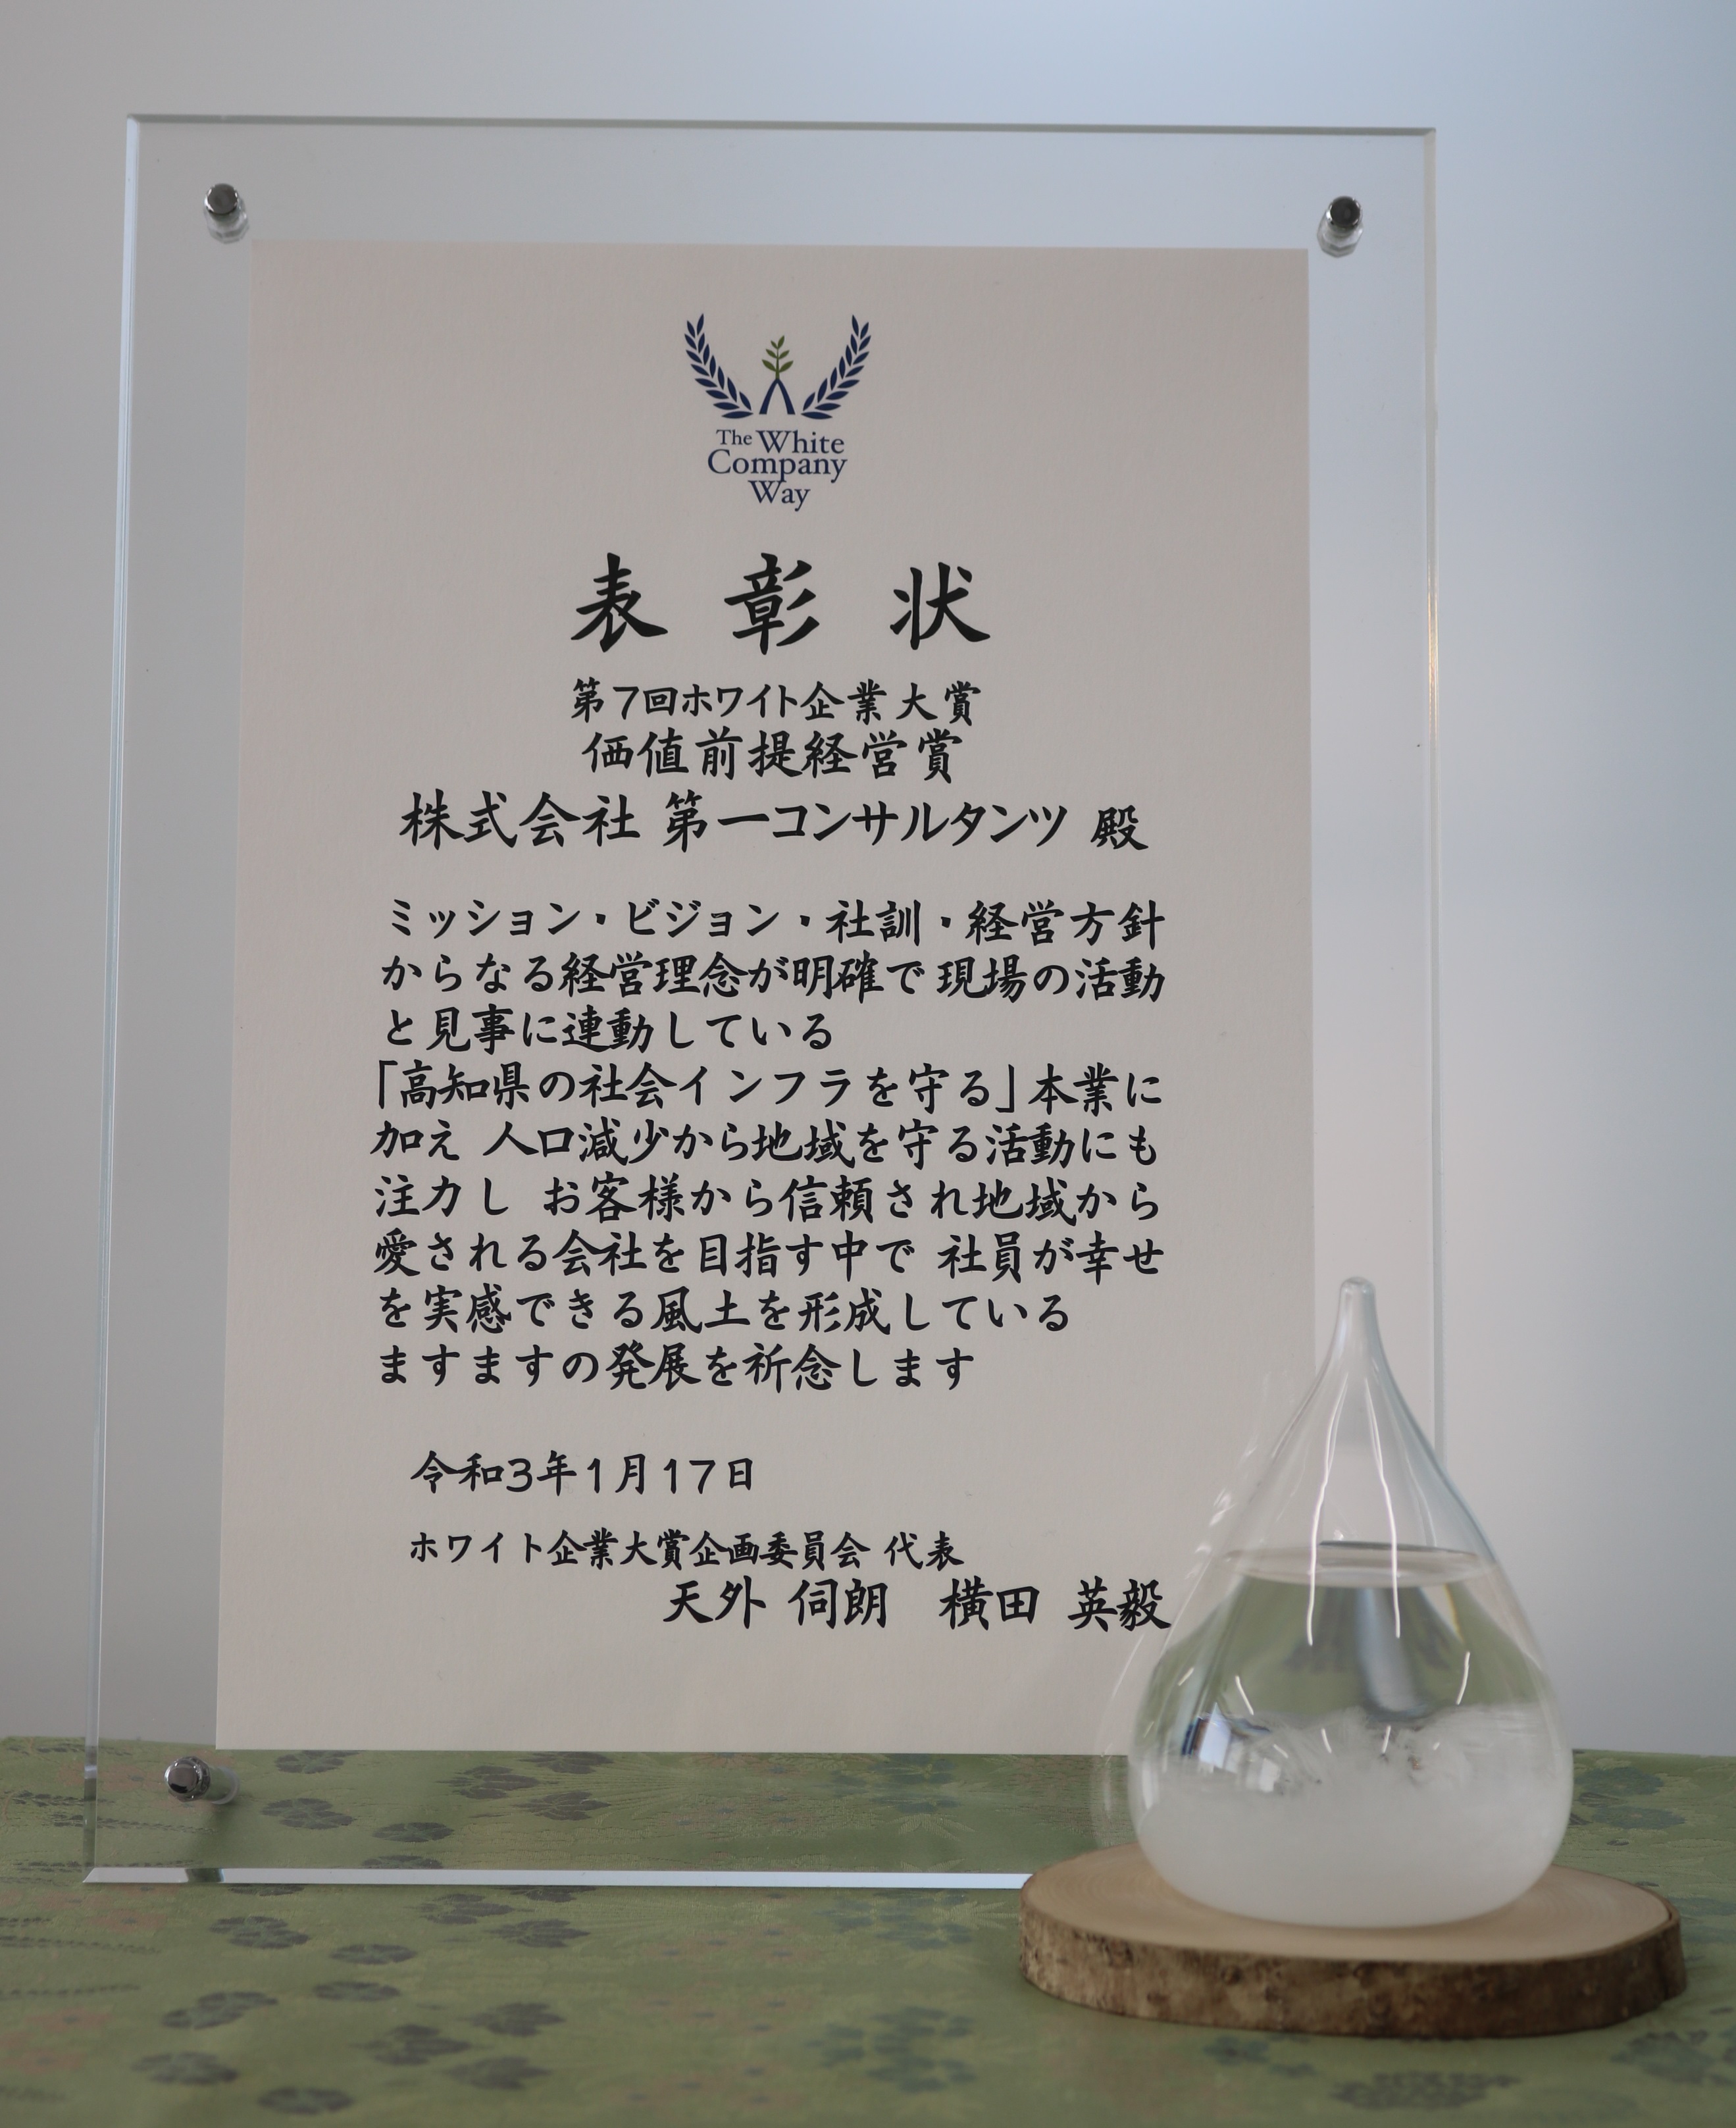 The White
Company
Way
表彰状
第7回ホワイト企業大賞
価値前提経営賞
株式会社 第一コンサルタンツ 殿
ミッション・ビジョン・社訓・経営方針
からなる経営理念が明確で 現場の活動
と見事に連動している
「高知県の社会インフラを守る」本業に
加え 人口減少から地域を守る活動にも
注力し お客様から信頼され地域から
愛される会社を目指す中で 社員が幸せ
を実感できる風土を形成している
ますますの発展を祈念します
令和3年1月17日
ホワイト企業大賞企画委員会 代表
天外 伺朗 横田 英毅